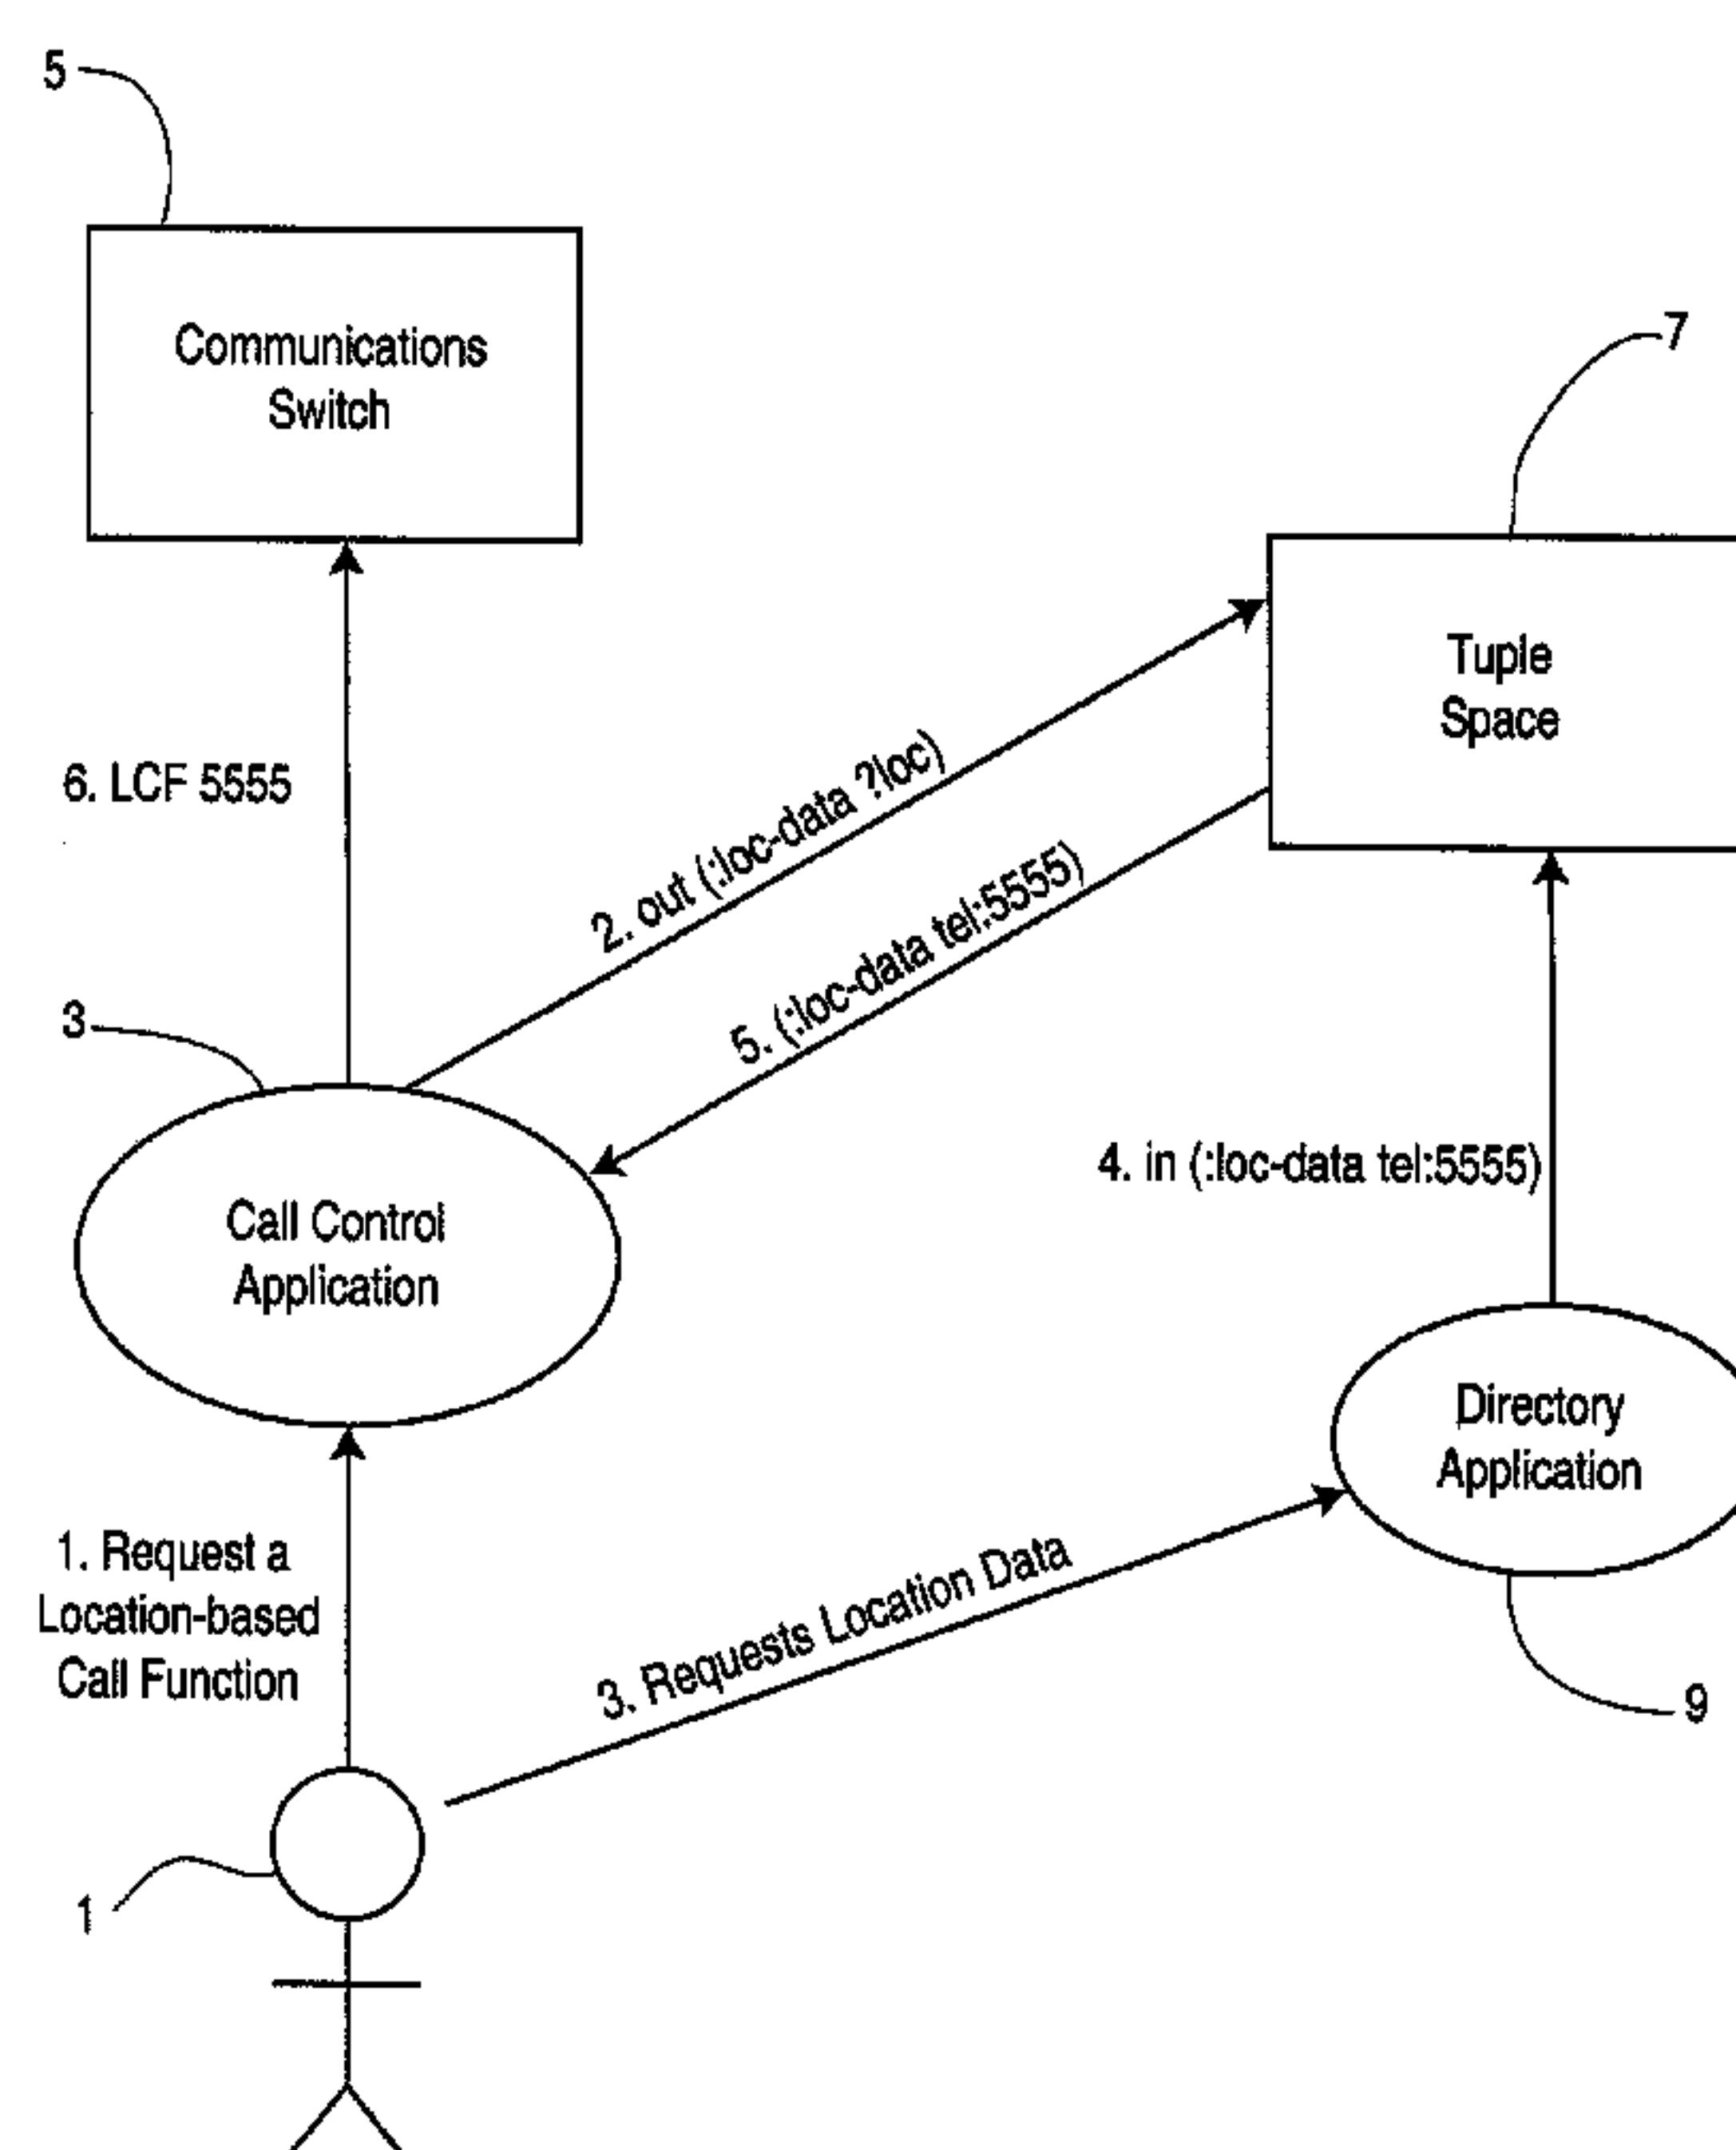 5
Communications
Switch
7
Tuple
Space
6. LCF 5555
2. out (:loc-data ?loc)
5. (:loc-data tel:5555)
3
Call Control
Application
4. in (:loc-data tel:5555)
Directory
Application
1. Request a
Location-based
Call Function
3. Requests Location Data
9
1